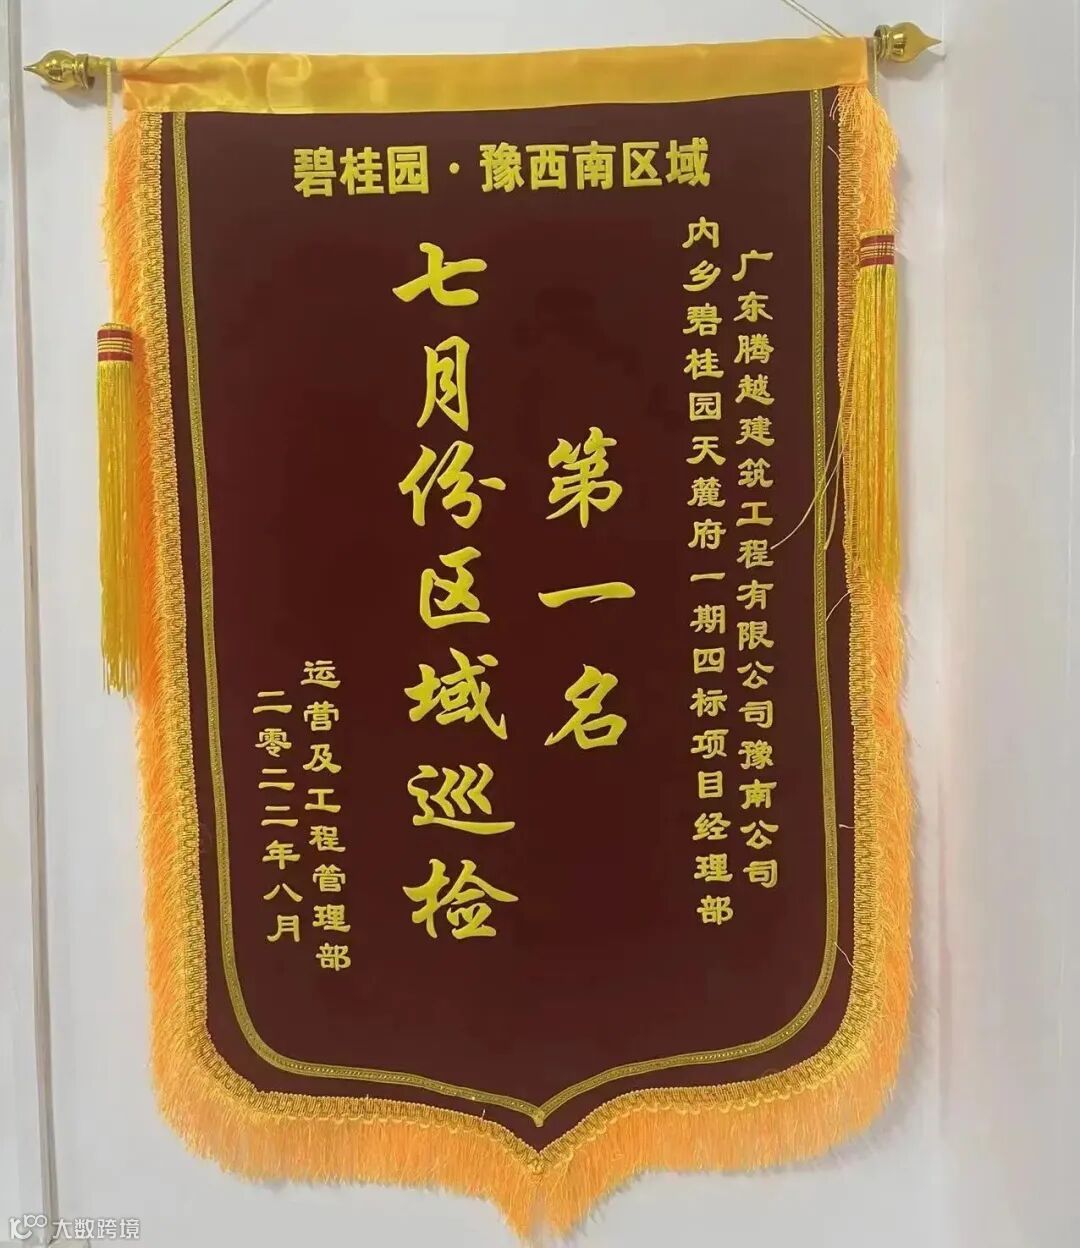 碧桂园·豫西南区域
广东腾越建筑工程有限公司豫南公司
内乡碧桂园天麓府一期四标项目经理部
第一名
七月份区域巡检
运营及工程管理部
二零二二年八月
大数跨境